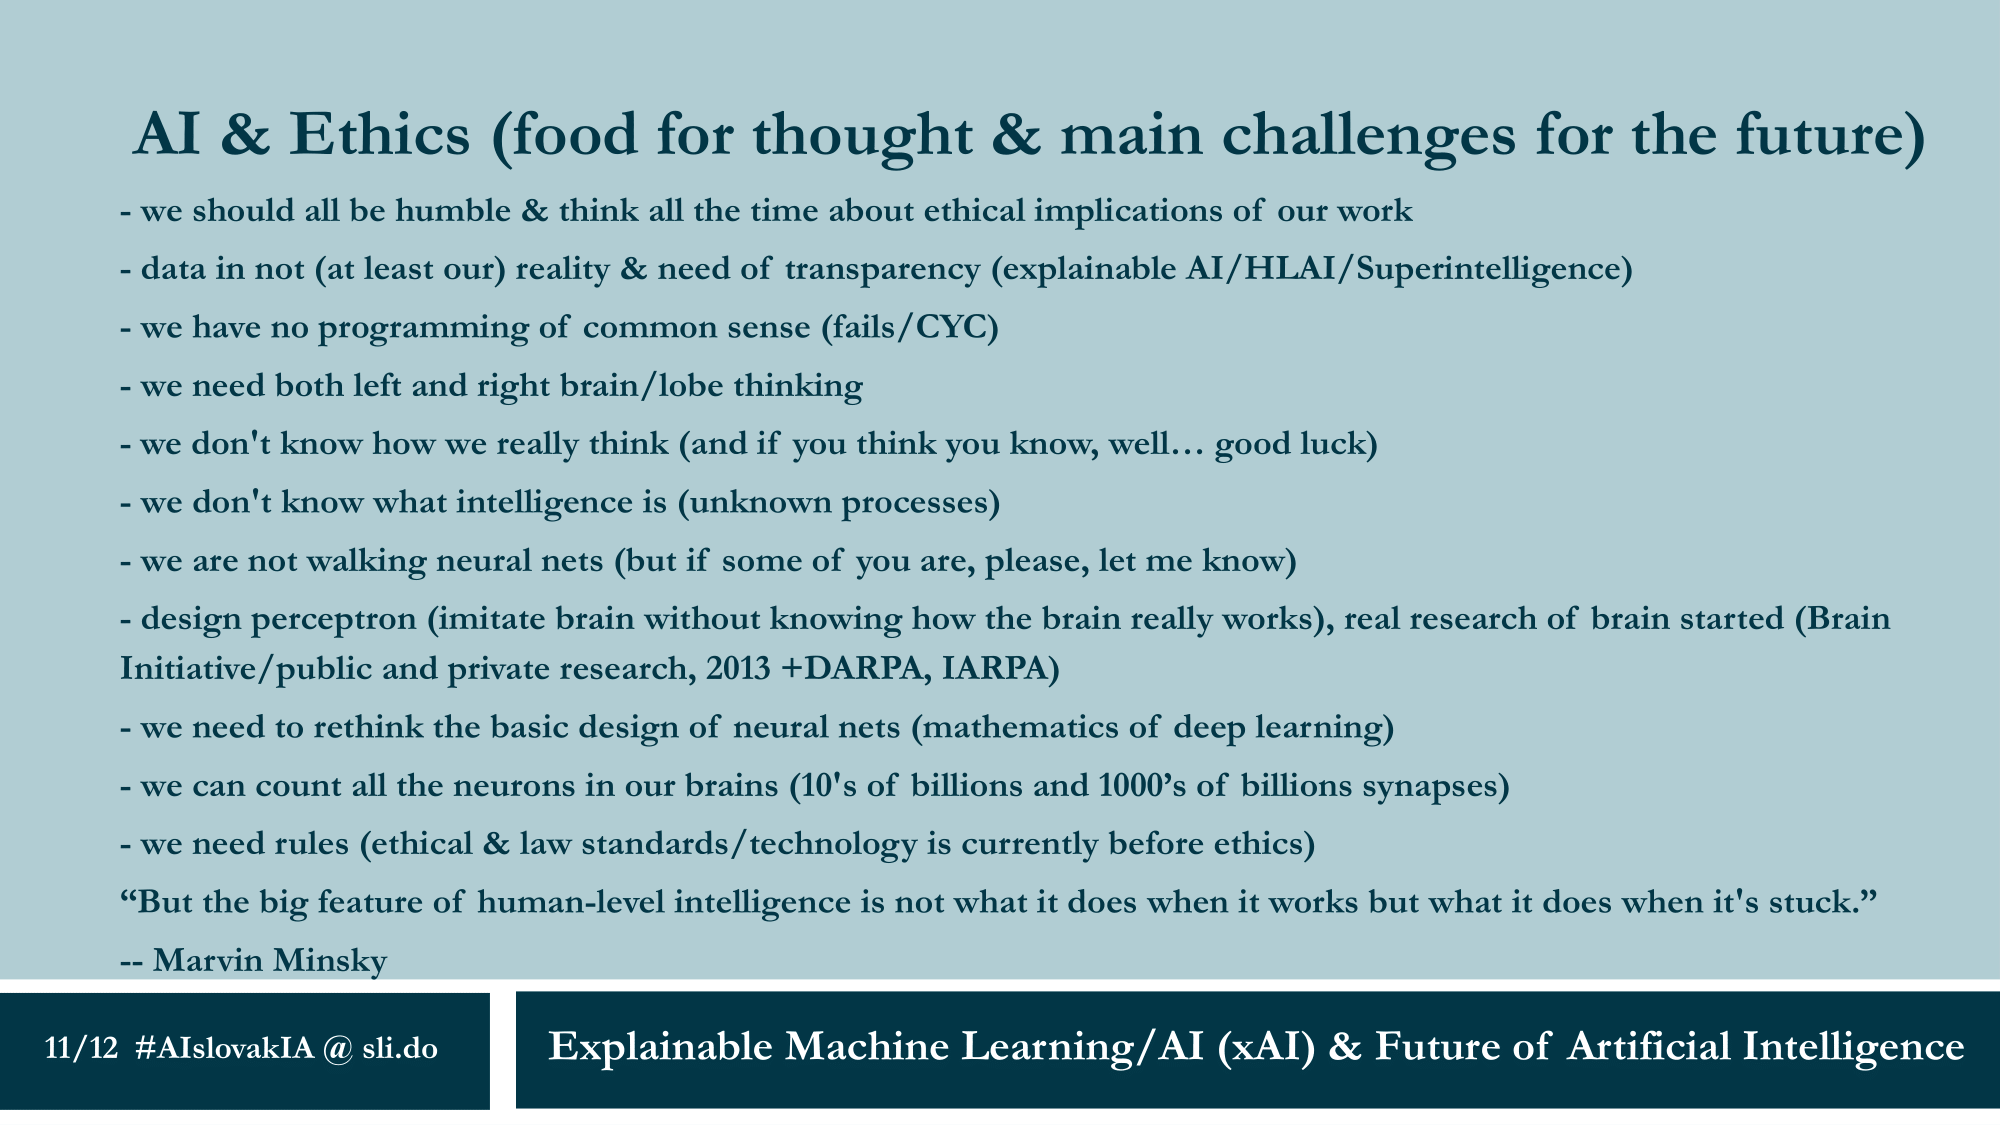 AI & Ethics (food for thought & main challenges for the future)
- we should all be humble & think all the time about ethical implications of our work
- data in not (at least our) reality & need of transparency (explainable AI/HLAI/Superintelligence)
- we have no programming of common sense (fails/CYC)
- we need both left and right brain/lobe thinking
- we don't know how we really think (and if you think you know, well… good luck)
- we don't know what intelligence is (unknown processes)
- we are not walking neural nets (but if some of you are, please, let me know)
- design perceptron (imitate brain without knowing how the brain really works), real research of brain started (Brain
Initiative/public and private research, 2013 +DARPA, IARPA)
- we need to rethink the basic design of neural nets (mathematics of deep learning)
- we can count all the neurons in our brains (10's of billions and 1000’s of billions synapses)
- we need rules (ethical & law standards/technology is currently before ethics)
“But the big feature of human-level intelligence is not what it does when it works but what it does when it's stuck.”
-- Marvin Minsky
11/12 #AIslovakIA @ sli.do
Explainable Machine Learning/AI (xAI) & Future of Artificial Intelligence